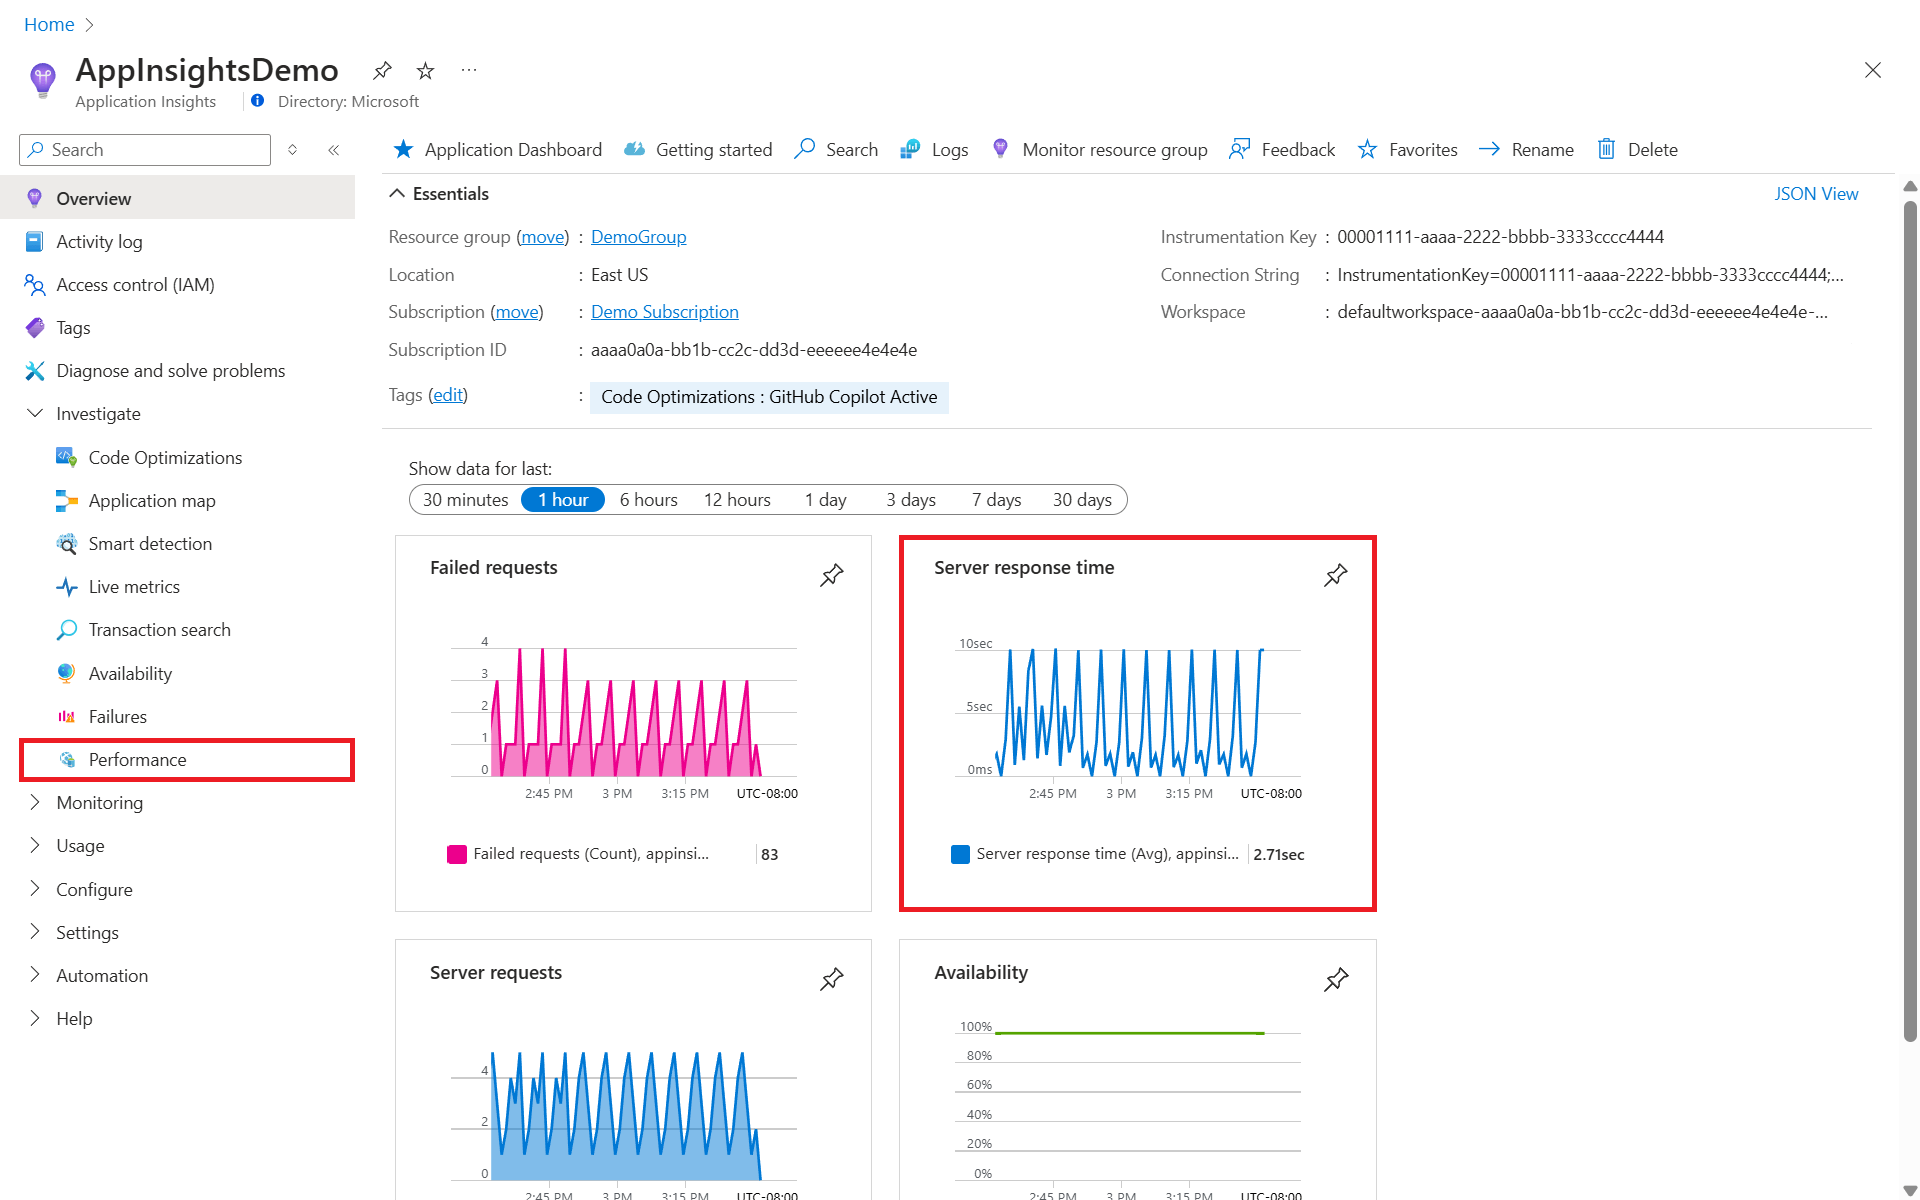 Home
AppInsightsDemo
Application Insights
Directory: Microsoft
Search
Application Dashboard
Getting started
Search
Logs
Monitor resource group
Feedback
Favorites
Rename
Delete
Overview
Activity log
Access control (IAM)
Tags
Diagnose and solve problems
Investigate
Code Optimizations
Application map
Smart detection
Live metrics
Transaction search
Availability
Failures
Performance
Monitoring
Usage
Configure
Settings
Automation
Help
Essentials
JSON View
Resource group (move) : DemoGroup
Location : East US
Subscription (move) : Demo Subscription
Subscription ID : aaaa0a0a-bb1b-cc2c-dd3d-eeeeee4e4e4e
Tags (edit) : Code Optimizations : GitHub Copilot Active
Instrumentation Key : 00001111-aaaa-2222-bbbb-3333cccc4444
Connection String : InstrumentationKey=00001111-aaaa-2222-bbbb-3333cccc4444;...
Workspace : defaultworkspace-aaaa0a0a-bb1b-cc2c-dd3d-eeeeee4e4e4e-...
Show data for last:
30 minutes 1 hour 6 hours 12 hours 1 day 3 days 7 days 30 days
Failed requests
4
3
2
1
0
2:45 PM 3 PM 3:15 PM UTC-08:00
Failed requests (Count), appinsi... 83
Server response time
10sec
5sec
0ms
2:45 PM 3 PM 3:15 PM UTC-08:00
Server response time (Avg), appinsi... 2.71sec
Server requests
4
2
0
2:45 PM 3 PM 3:15 PM UTC-08:00
Availability
100%
80%
60%
40%
20%
0%
2:45 PM 3 PM 3:15 PM UTC-08:00